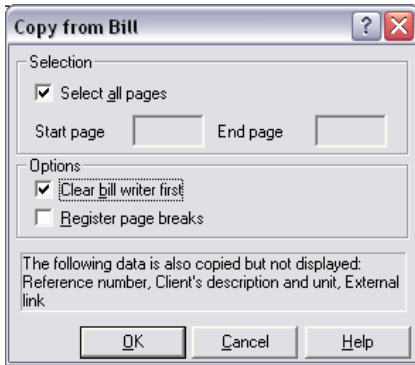 Copy from Bill
Selection
Select all pages
Start page End page
Options
Clear bill writer first
Register page breaks
The following data is also copied but not displayed:
Reference number, Client's description and unit, External
link
OK Cancel Help